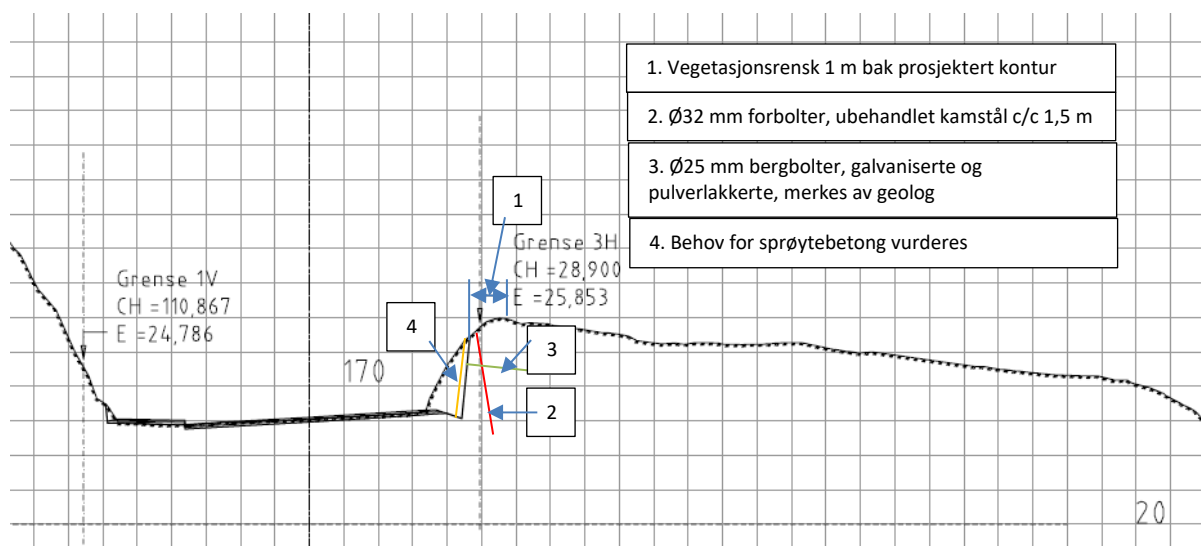 1. Vegetasjonsrensk 1 m bak prosjektert kontur
2. Ø32 mm forbolter, ubehandlet kamstål c/c 1,5 m
3. Ø25 mm bergbolter, galvaniserte og
pulverlakkerte, merkes av geolog
4. Behov for sprøytebetong vurderes
1
Grense 3H
CH =28,900
E =25,853
Grense 1V
CH =110,867
E =24,786
4
3
170
2
20